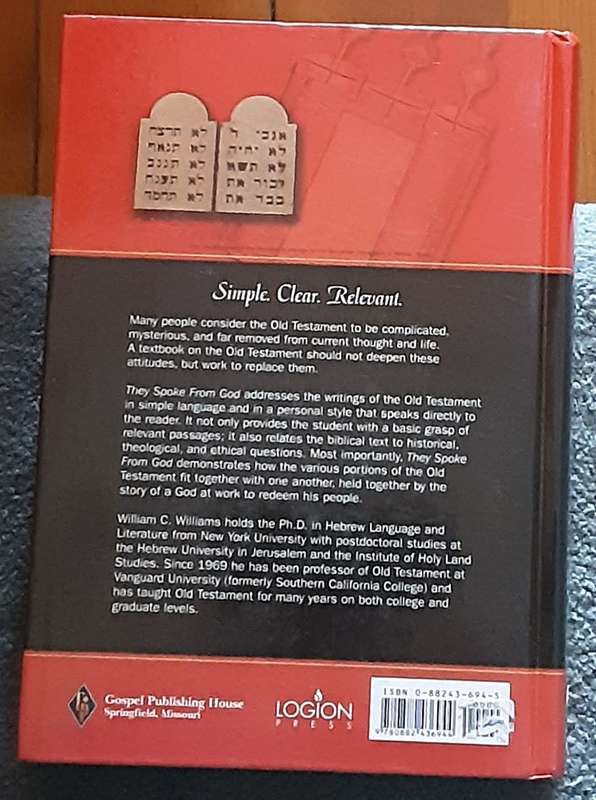 אנכי ל
לא יהיה
לא תשא
זכור את
כבד את
לא תרצח
לא תנאף
לא תגנב
לא תענה
לא תחמד
Simple. Clear. Relevant.
Many people consider the Old Testament to be complicated,
mysterious, and far removed from current thought and life.
A textbook on the Old Testament should not deepen these
attitudes, but work to replace them.
They Spoke From God addresses the writings of the Old Testament
in simple language and in a personal style that speaks directly to
the reader. It not only provides the student with a basic grasp of
relevant passages; it also relates the biblical text to historical,
theological, and ethical questions. Most importantly, They Spoke
From God demonstrates how the various portions of the Old
Testament fit together with one another, held together by the
story of a God at work to redeem his people.
William C. Williams holds the Ph.D. in Hebrew Language and
Literature from New York University with postdoctoral studies at
the Hebrew University in Jerusalem and the Institute of Holy Land
Studies. Since 1969 he has been professor of Old Testament at
Vanguard University (formerly Southern California College) and
has taught Old Testament for many years on both college and
graduate levels.
Gospel Publishing House
Springfield, Missouri
LOGION
PRESS
ISBN 0-88243-694-5
9780882436944